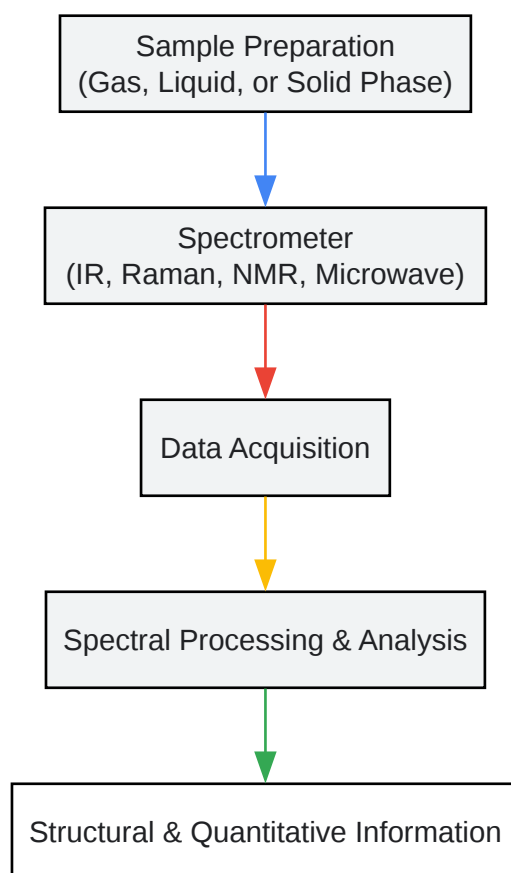 Sample Preparation
(Gas, Liquid, or Solid Phase)
Spectrometer
(IR, Raman, NMR, Microwave)
Data Acquisition
Spectral Processing & Analysis
Structural & Quantitative Information